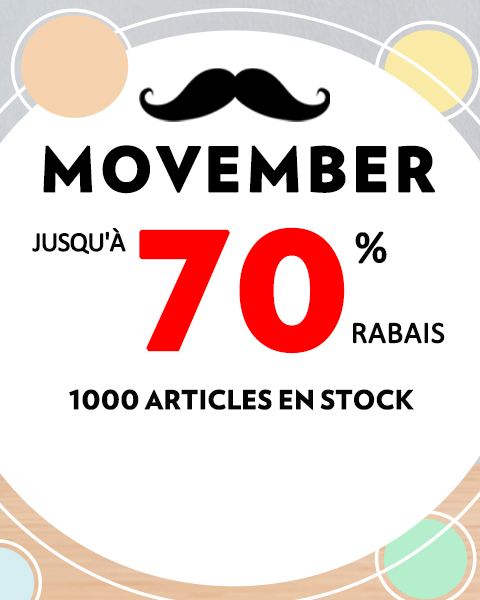 MOVEMBER
JUSQU'À
70%
RABAIS
1000 ARTICLES EN STOCK